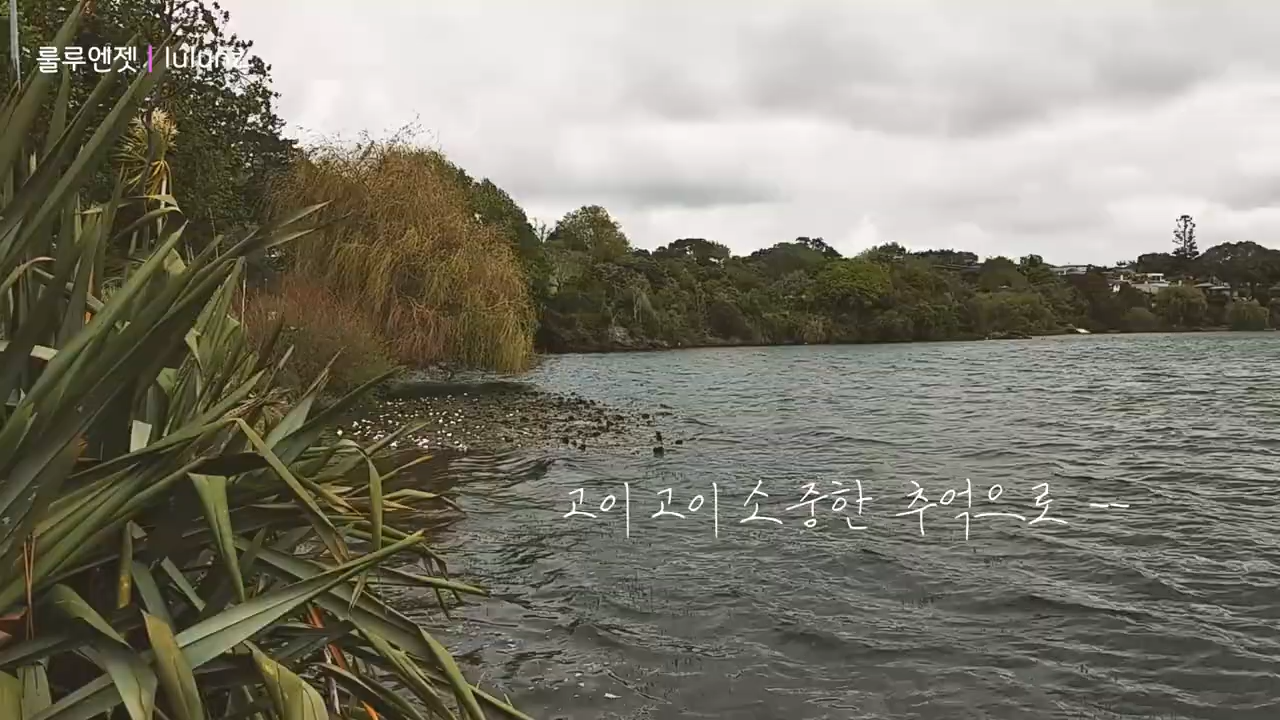 룰루엔젯 | lulunz
고이 고이 소중한 추억으로 --